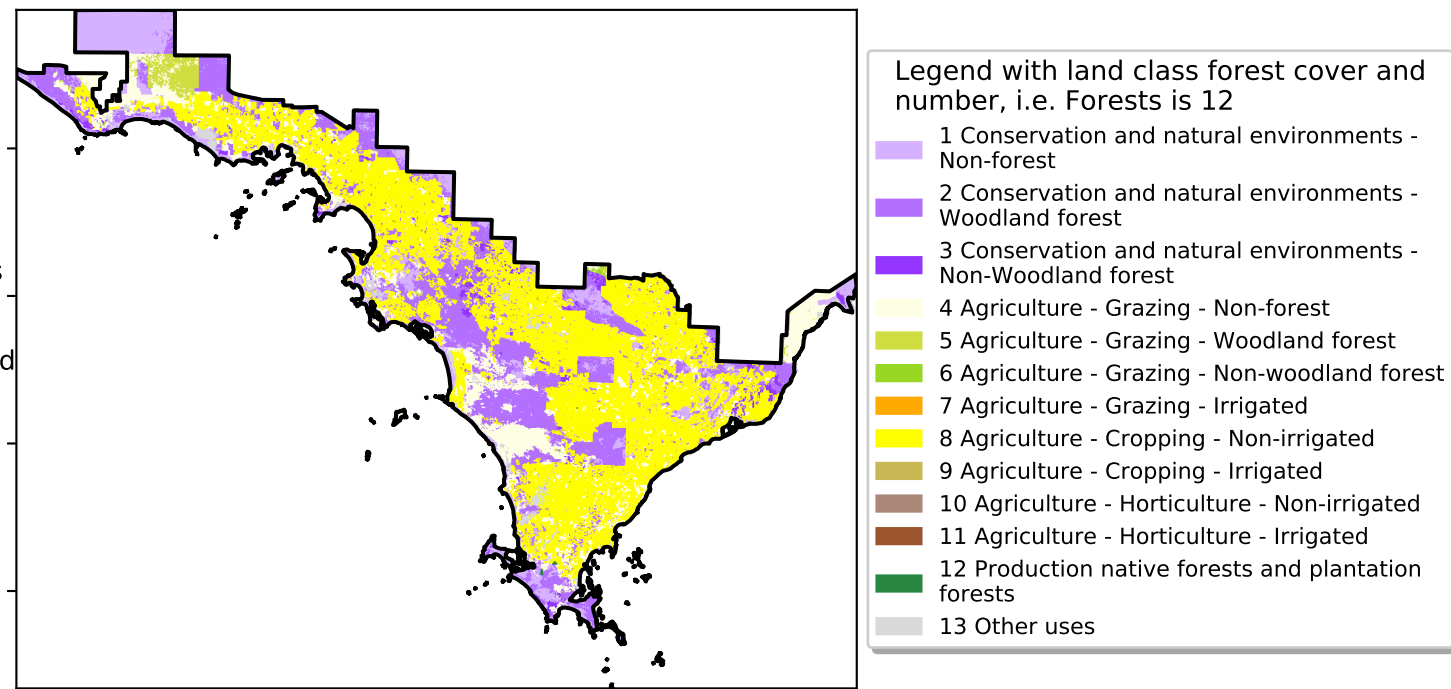 Legend with land class forest cover and
number, i.e. Forests is 12
1 Conservation and natural environments -
Non-forest
2 Conservation and natural environments -
Woodland forest
3 Conservation and natural environments -
Non-Woodland forest
4 Agriculture - Grazing - Non-forest
5 Agriculture - Grazing - Woodland forest
6 Agriculture - Grazing - Non-woodland forest
7 Agriculture - Grazing - Irrigated
8 Agriculture - Cropping - Non-irrigated
9 Agriculture - Cropping - Irrigated
10 Agriculture - Horticulture - Non-irrigated
11 Agriculture - Horticulture - Irrigated
12 Production native forests and plantation
forests
13 Other uses